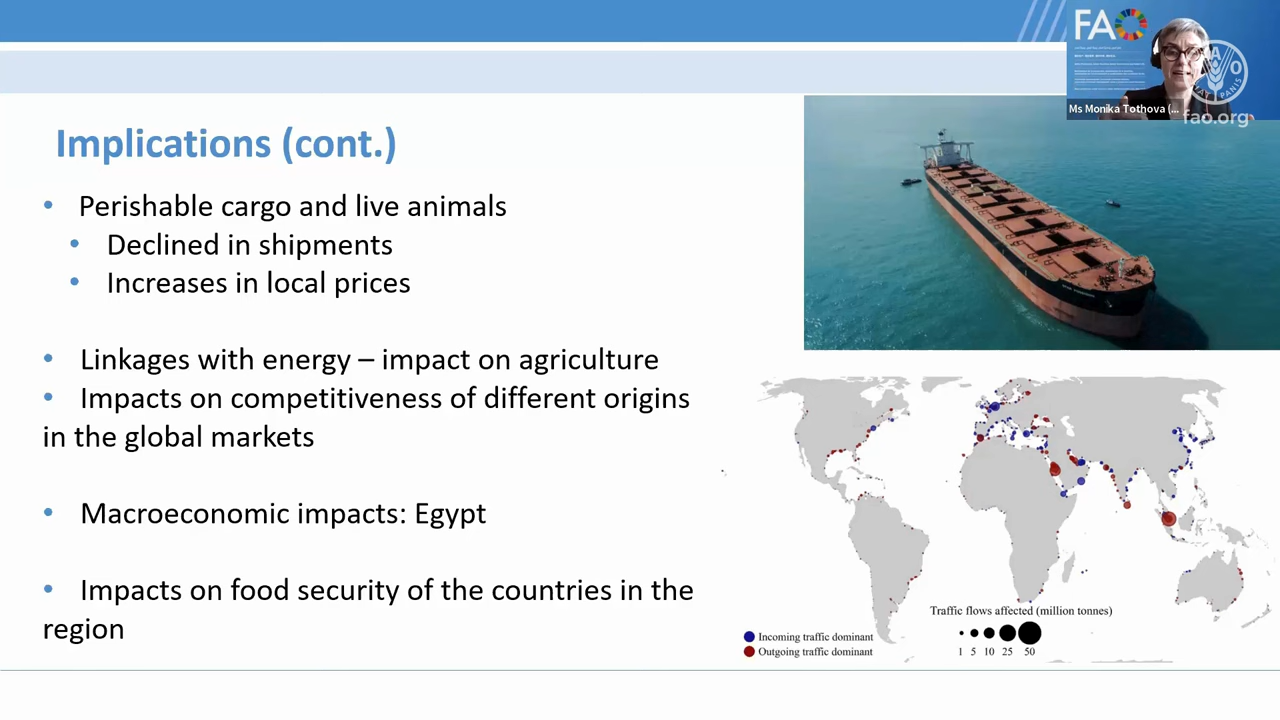 FAO
Ms Monika Tothova (...
fao.org
Implications (cont.)
• Perishable cargo and live animals
• Declined in shipments
• Increases in local prices
• Linkages with energy – impact on agriculture
• Impacts on competitiveness of different origins
in the global markets
• Macroeconomic impacts: Egypt
• Impacts on food security of the countries in the
region
Traffic flows affected (million tonnes)
Incoming traffic dominant
Outgoing traffic dominant
1 5 10 25 50